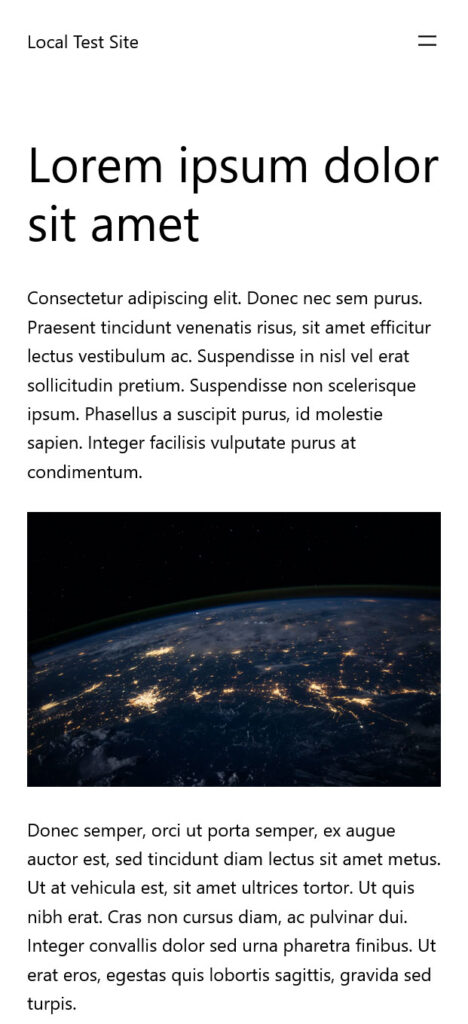 Local Test Site
Lorem ipsum dolor
sit amet
Consectetur adipiscing elit. Donec nec sem purus.
Praesent tincidunt venenatis risus, sit amet efficitur
lectus vestibulum ac. Suspendisse in nisl vel erat
sollicitudin pretium. Suspendisse non scelerisque
ipsum. Phasellus a suscipit purus, id molestie
sapien. Integer facilisis vulputate purus at
condimentum.
Donec semper, orci ut porta semper, ex augue
auctor est, sed tincidunt diam lectus sit amet metus.
Ut at vehicula est, sit amet ultrices tortor. Ut quis
nibh erat. Cras non cursus diam, ac pulvinar dui.
Integer convallis dolor sed urna pharetra finibus. Ut
erat eros, egestas quis lobortis sagittis, gravida sed
turpis.